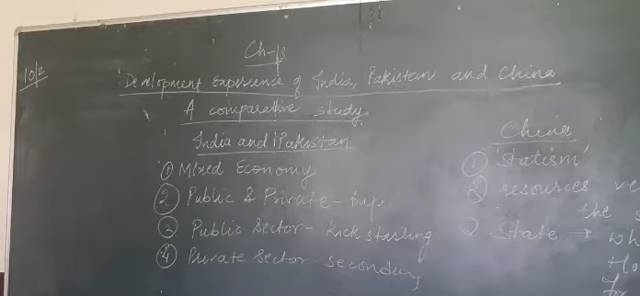 10/2
Development Experience of India, Pakistan and China
A comparative study
India and Pakistan
① Mixed Economy
② Public & Private - imp.
③ Public Sector - Kick starting
④ Private Sector secondary
China
① Statism
② resources
the
③ State →